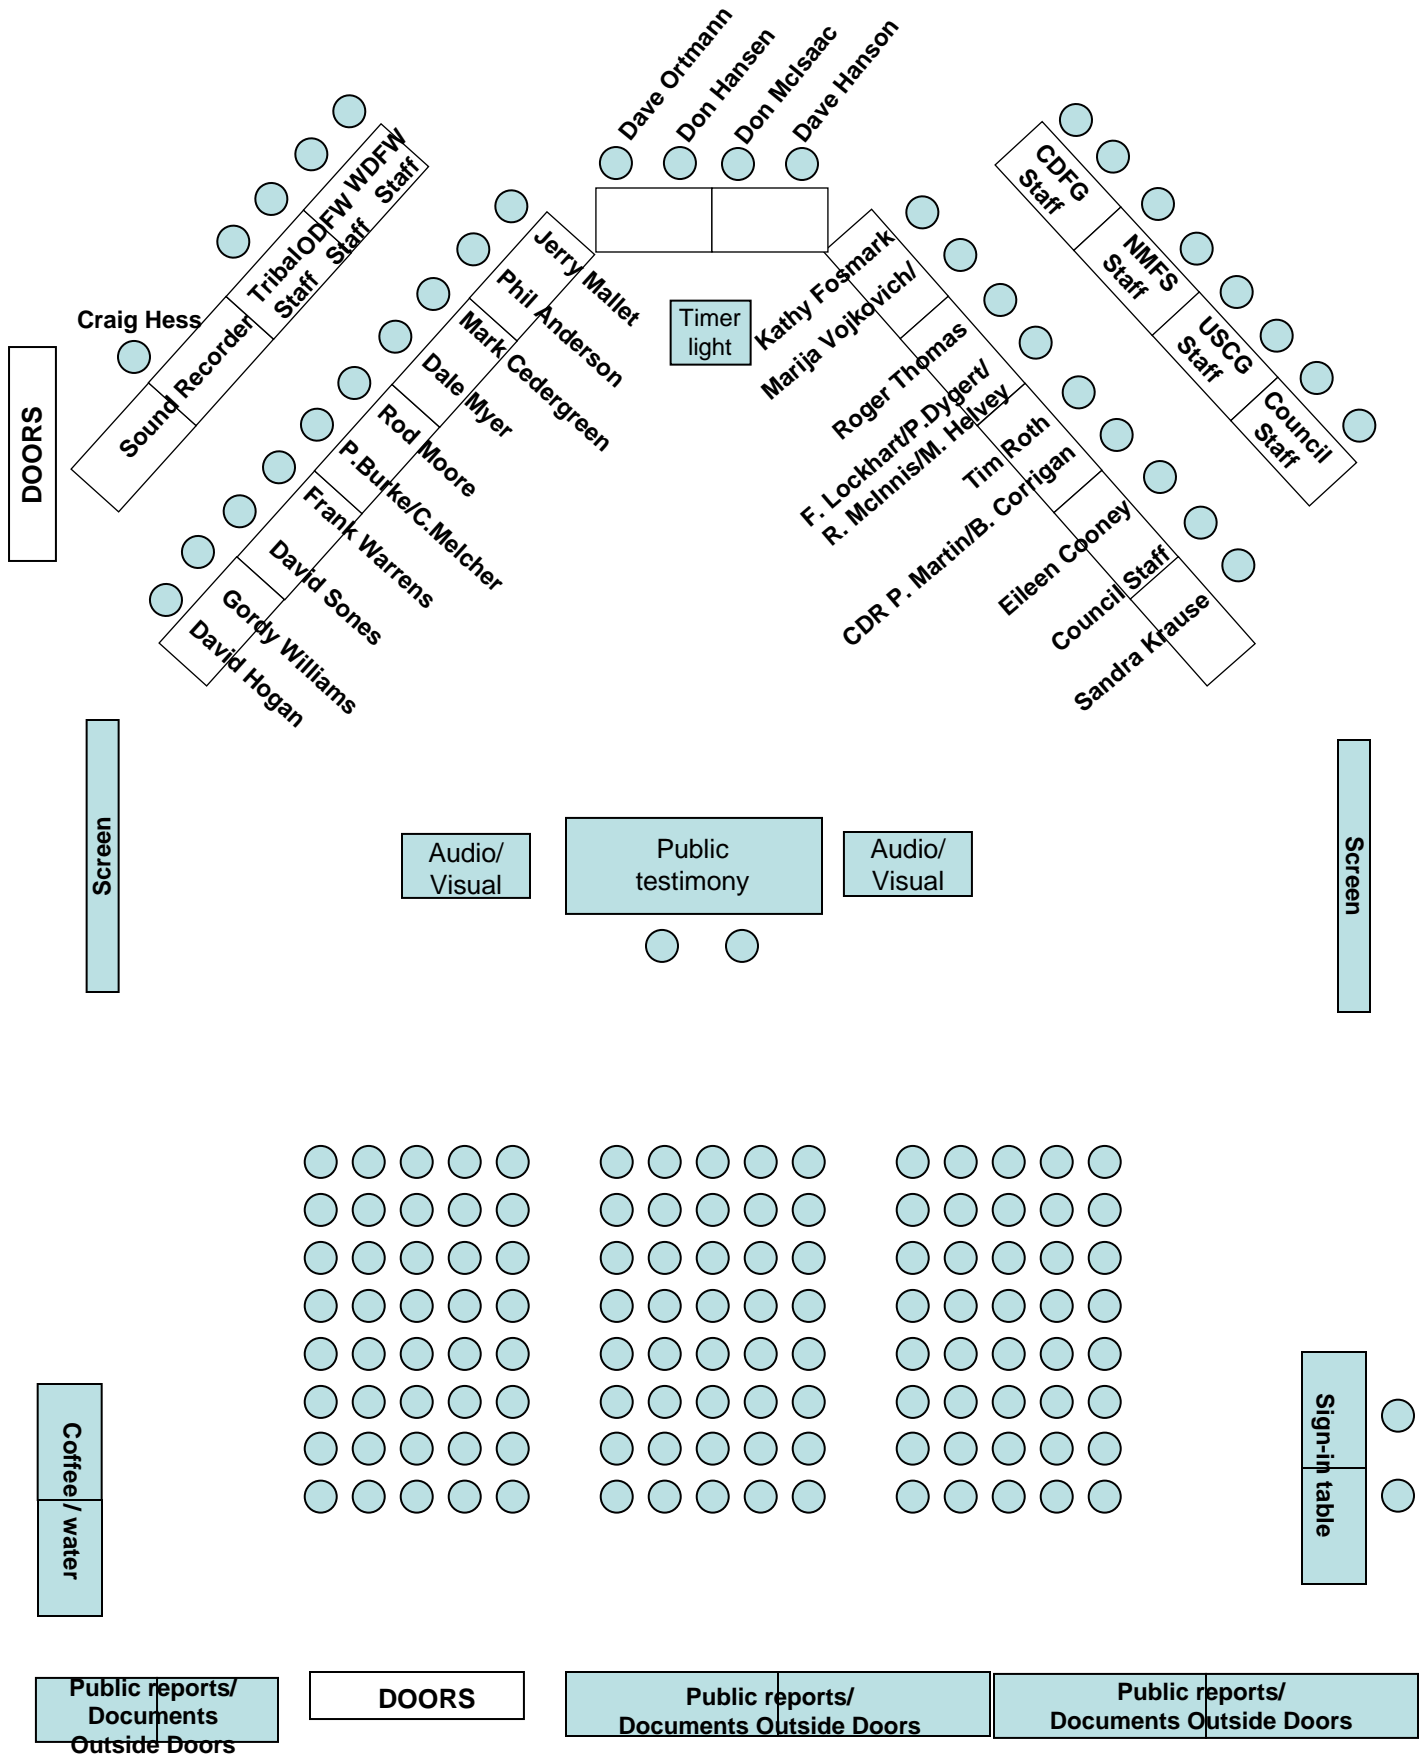 Dave Ortmann
Don Hansen
Don McIsaac
Dave Hanson
WDFW
Staff
ODFW
Staff
Tribal
Staff
Craig Hess
Sound Recorder
DOORS
Jerry Mallet
Phil Anderson
Mark Cedergreen
Dale Myer
Rod Moore
P.Burke/C.Melcher
Frank Warrens
David Sones
Gordy Williams
David Hogan
Timer
light
Kathy Fosmark
Marija Vojkovich/
Roger Thomas
F. Lockhart/P.Dygert/
R. McInnis/M. Helvey
Tim Roth
CDR P. Martin/B. Corrigan
Eileen Cooney
Council Staff
Sandra Krause
CDFG
Staff
NMFS
Staff
USCG
Staff
Council
Staff
Screen
Audio/
Visual
Public
testimony
Audio/
Visual
Screen
Coffee / water
Sign-in table
Public reports/
Documents
Outside Doors
DOORS
Public reports/
Documents Outside Doors
Public reports/
Documents Outside Doors